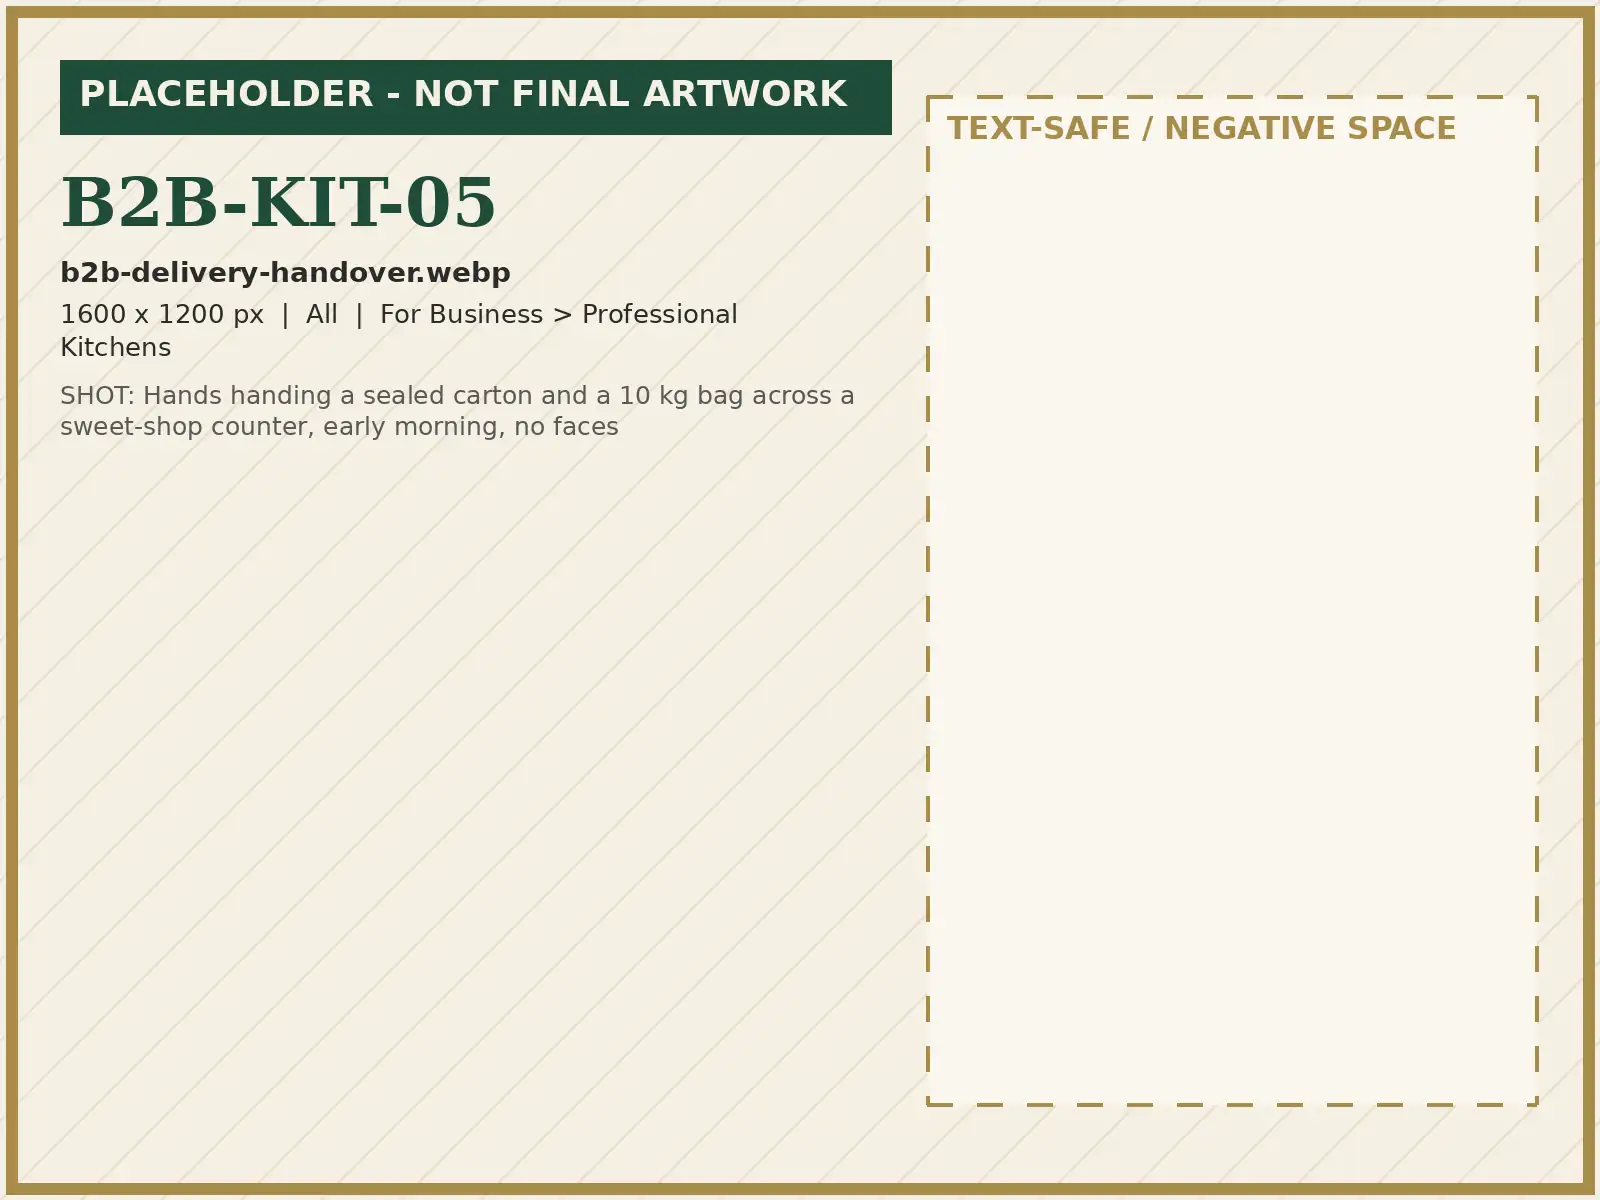 PLACEHOLDER - NOT FINAL ARTWORK
B2B-KIT-05
b2b-delivery-handover.webp
1600 x 1200 px | All | For Business > Professional
Kitchens
SHOT: Hands handing a sealed carton and a 10 kg bag across a
sweet-shop counter, early morning, no faces
TEXT-SAFE / NEGATIVE SPACE